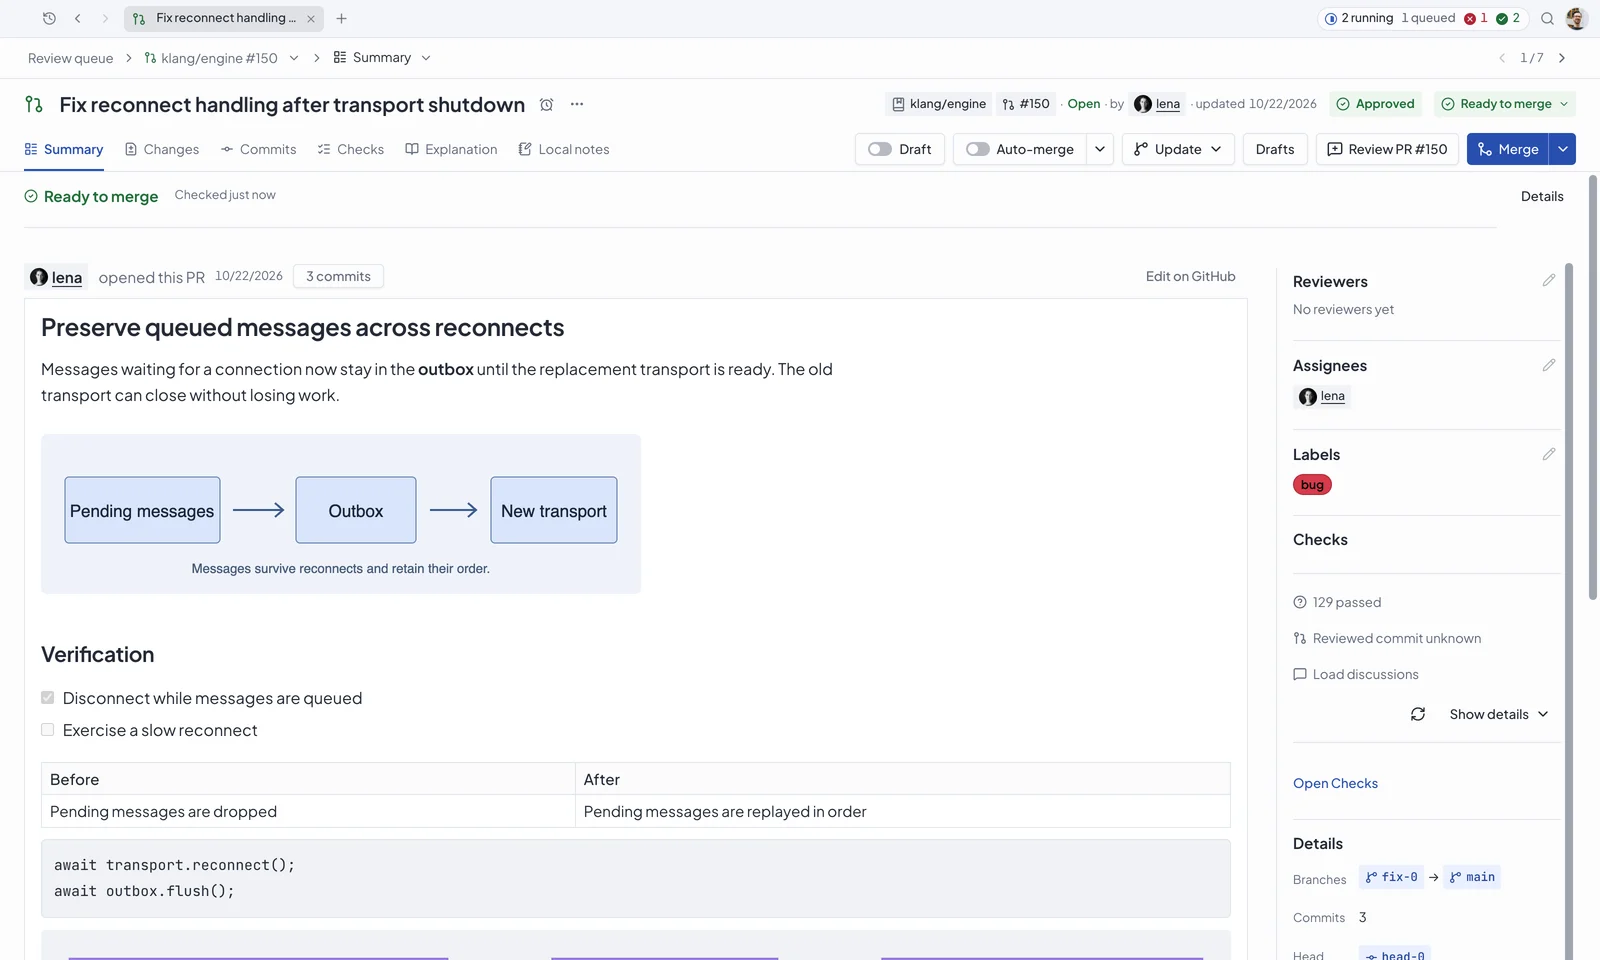 Fix reconnect handling ...
2 running 1 queued 1 2
Review queue klang/engine #150 Summary
1/7
Fix reconnect handling after transport shutdown
klang/engine #150 · Open · by lena · updated 10/22/2026 Approved Ready to merge
Summary Changes Commits Checks Explanation Local notes
Draft Auto-merge Update Drafts Review PR #150 Merge
Ready to merge Checked just now Details
lena opened this PR 10/22/2026 3 commits Edit on GitHub
Preserve queued messages across reconnects
Messages waiting for a connection now stay in the outbox until the replacement transport is ready. The old
transport can close without losing work.
Pending messages Outbox New transport
Messages survive reconnects and retain their order.
Verification
Disconnect while messages are queued
Exercise a slow reconnect
Before After
Pending messages are dropped Pending messages are replayed in order
await transport.reconnect();
await outbox.flush();
Reviewers
No reviewers yet
Assignees
lena
Labels
bug
Checks
129 passed
Reviewed commit unknown
Load discussions
Show details
Open Checks
Details
Branches fix-0 → main
Commits 3
Head head-0